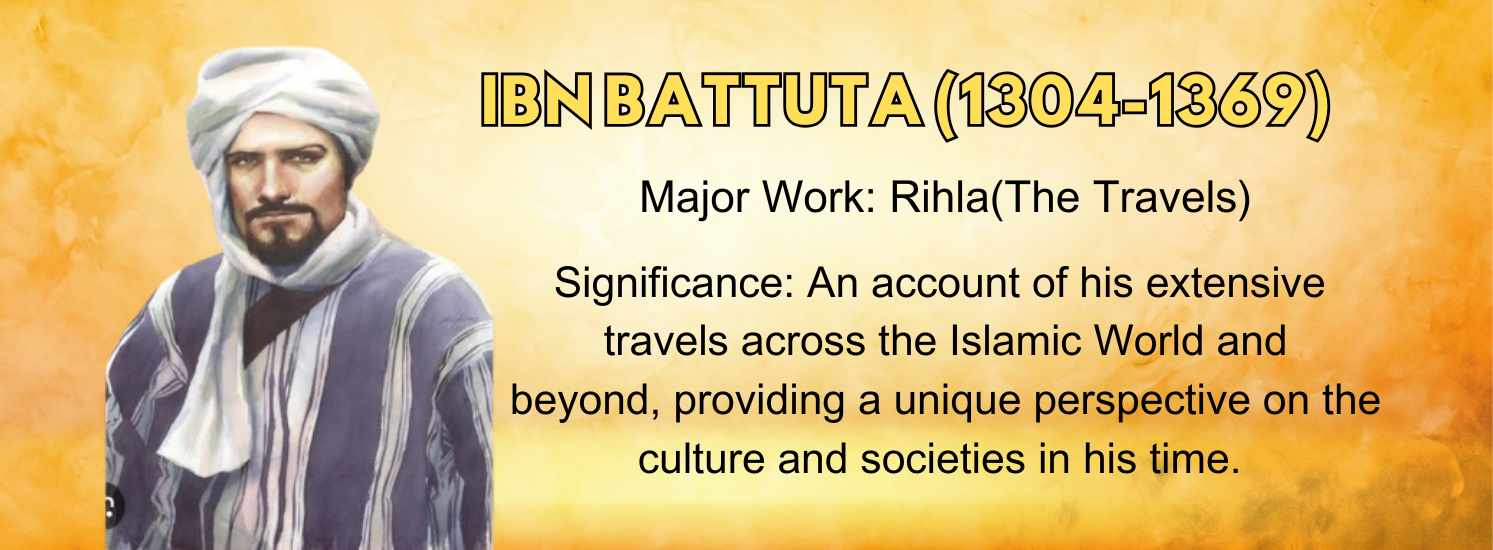 IBN BATTUTA (1304-1369)
Major Work: Rihla(The Travels)
Significance: An account of his extensive
travels across the Islamic World and
beyond, providing a unique perspective on the
culture and societies in his time.